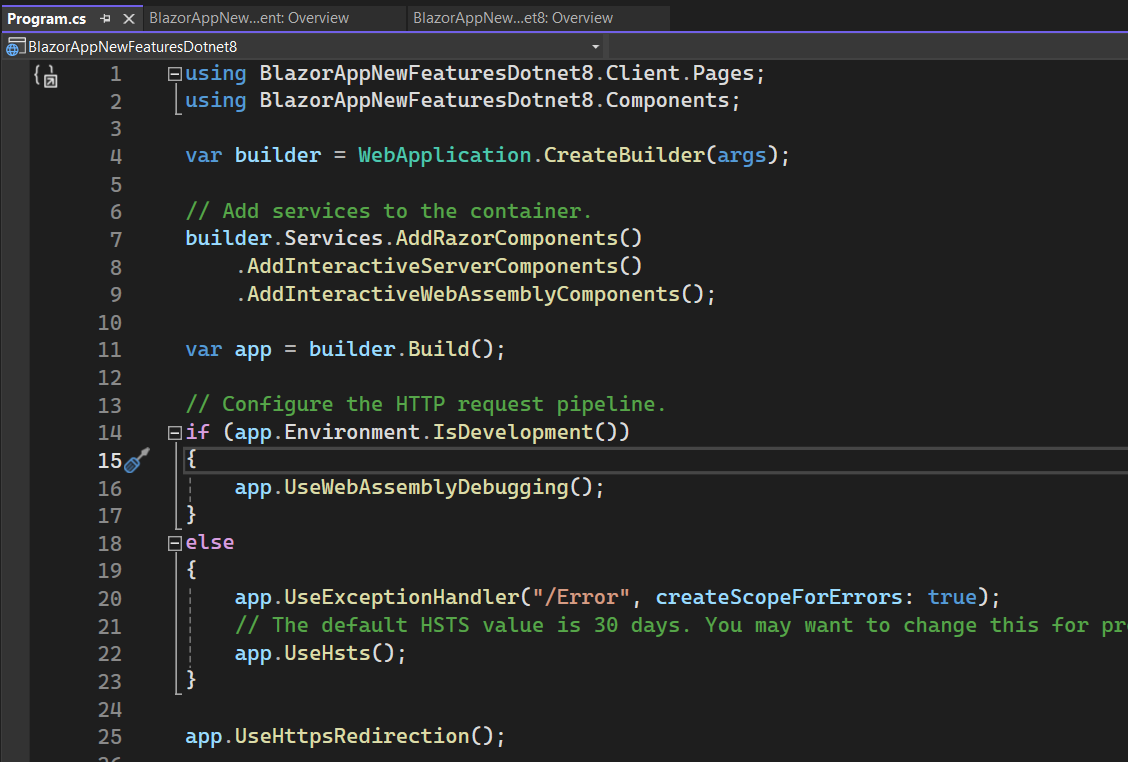 Program.cs BlazorAppNew...ent: Overview BlazorAppNew...et8: Overview
BlazorAppNewFeaturesDotnet8
1 using BlazorAppNewFeaturesDotnet8.Client.Pages;
2 using BlazorAppNewFeaturesDotnet8.Components;
3
4 var builder = WebApplication.CreateBuilder(args);
5
6 // Add services to the container.
7 builder.Services.AddRazorComponents()
8     .AddInteractiveServerComponents()
9     .AddInteractiveWebAssemblyComponents();
10
11 var app = builder.Build();
12
13 // Configure the HTTP request pipeline.
14 if (app.Environment.IsDevelopment())
15 {
16     app.UseWebAssemblyDebugging();
17 }
18 else
19 {
20     app.UseExceptionHandler("/Error", createScopeForErrors: true);
21     // The default HSTS value is 30 days. You may want to change this for pr
22     app.UseHsts();
23 }
24
25 app.UseHttpsRedirection();